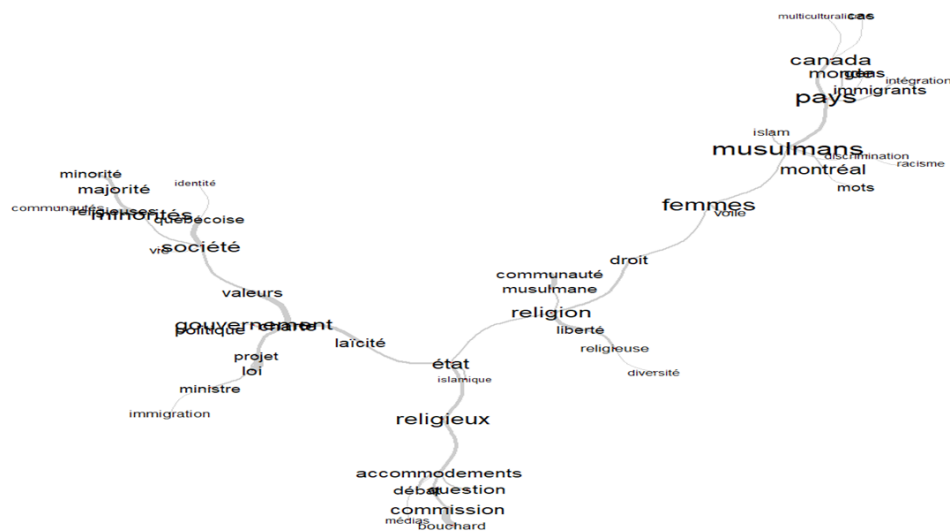 multiculturalisme
cas
canada
monde
gens
intégration
immigrants
pays
islam
musulmans
discrimination
racisme
montréal
mots
femmes
voile
minorité
identité
majorité
communautés
religieuses
minorités
québécoise
société
vie
droit
communauté
musulmane
valeurs
religion
gouvernement
charte
politique
liberté
laïcité
religieuse
projet
loi
état
diversité
islamique
ministre
immigration
religieux
accommodements
débat
question
commission
médias
bouchard